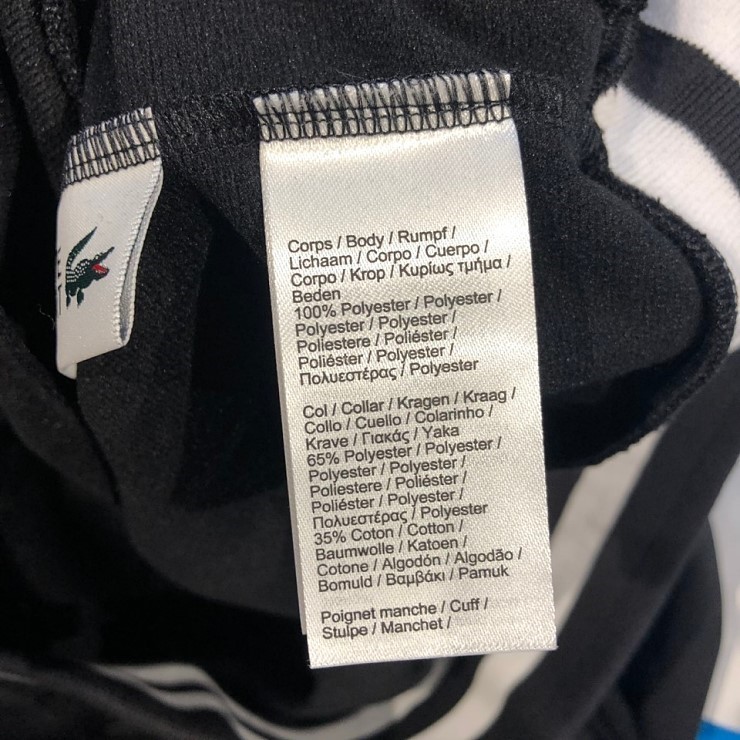 Corps / Body / Rumpf /
Lichaam / Corpo / Cuerpo /
Corpo / Krop / Κυρίως τμήμα /
Beden
100% Polyester / Polyester /
Polyester / Polyester /
Poliestere / Poliéster /
Poliéster / Polyester /
Πολυεστέρας / Polyester
Col / Collar / Kragen / Kraag /
Collo / Cuello / Colarinho /
Krave / Γιακάς / Yaka
65% Polyester / Polyester /
Polyester / Polyester /
Poliestere / Poliéster /
Poliéster / Polyester /
Πολυεστέρας / Polyester
35% Coton / Cotton /
Baumwolle / Katoen /
Cotone / Algodón / Algodão /
Bomuld / Βαμβάκι / Pamuk
Poignet manche / Cuff /
Stulpe / Manchet /